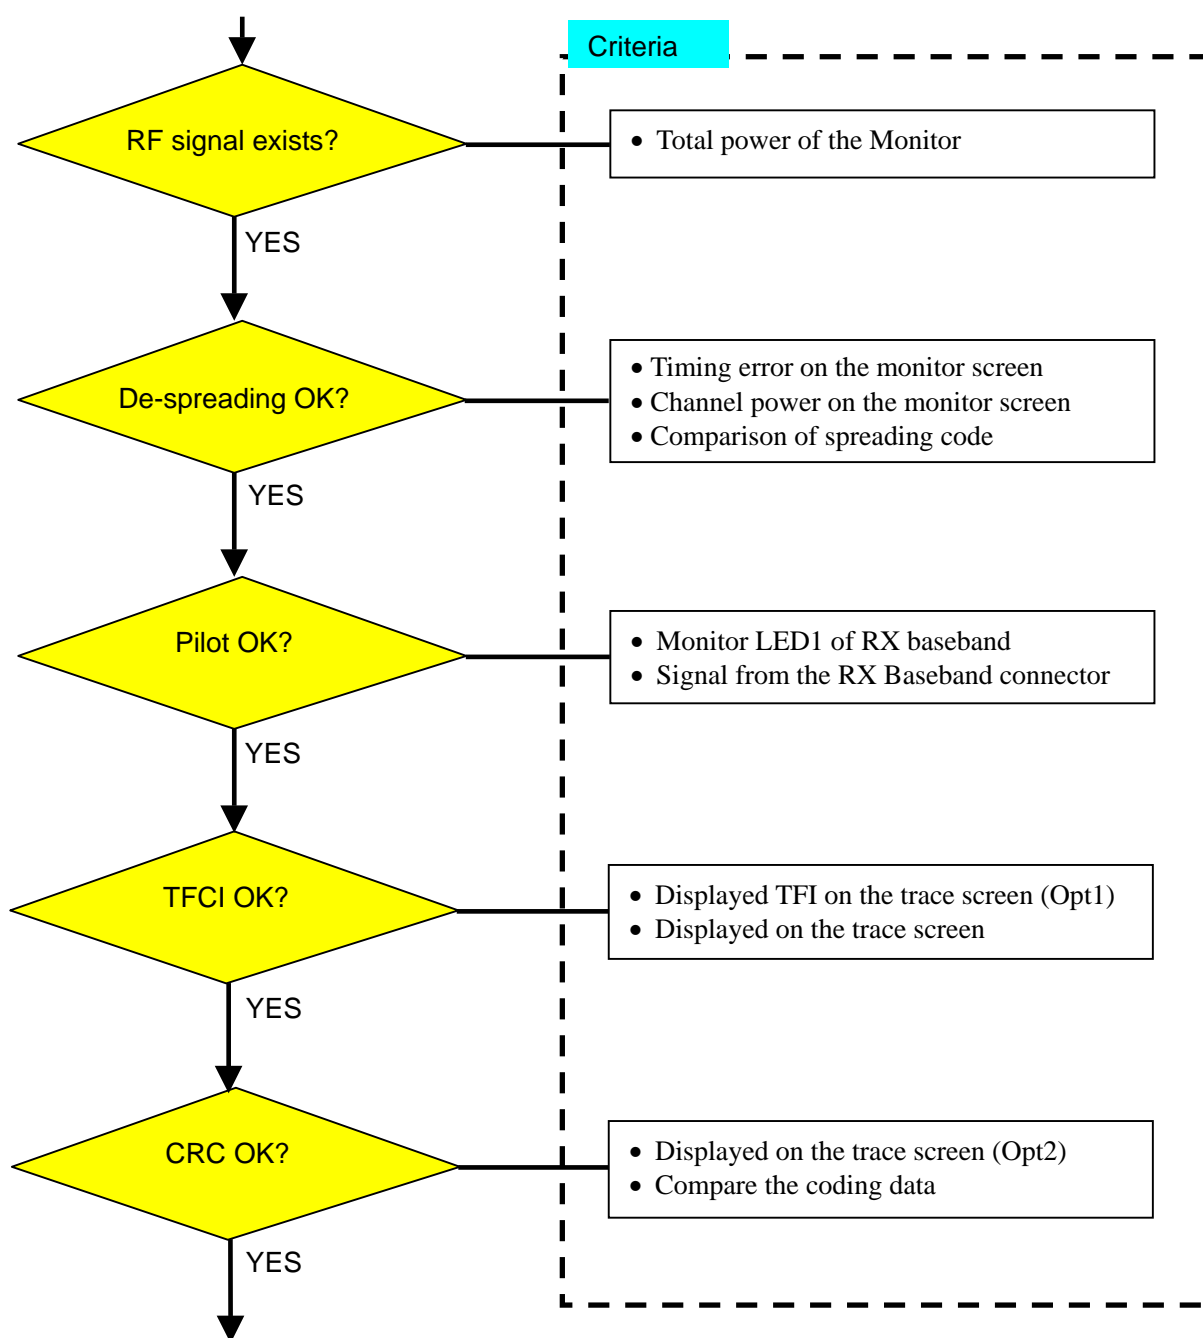 Criteria
RF signal exists?
• Total power of the Monitor
YES
De-spreading OK?
• Timing error on the monitor screen
• Channel power on the monitor screen
• Comparison of spreading code
YES
Pilot OK?
• Monitor LED1 of RX baseband
• Signal from the RX Baseband connector
YES
TFCI OK?
• Displayed TFI on the trace screen (Opt1)
• Displayed on the trace screen
YES
CRC OK?
• Displayed on the trace screen (Opt2)
• Compare the coding data
YES